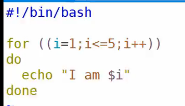 #!/bin/bash
for ((i=1;i<=5;i++))
do
echo "I am $i"
done